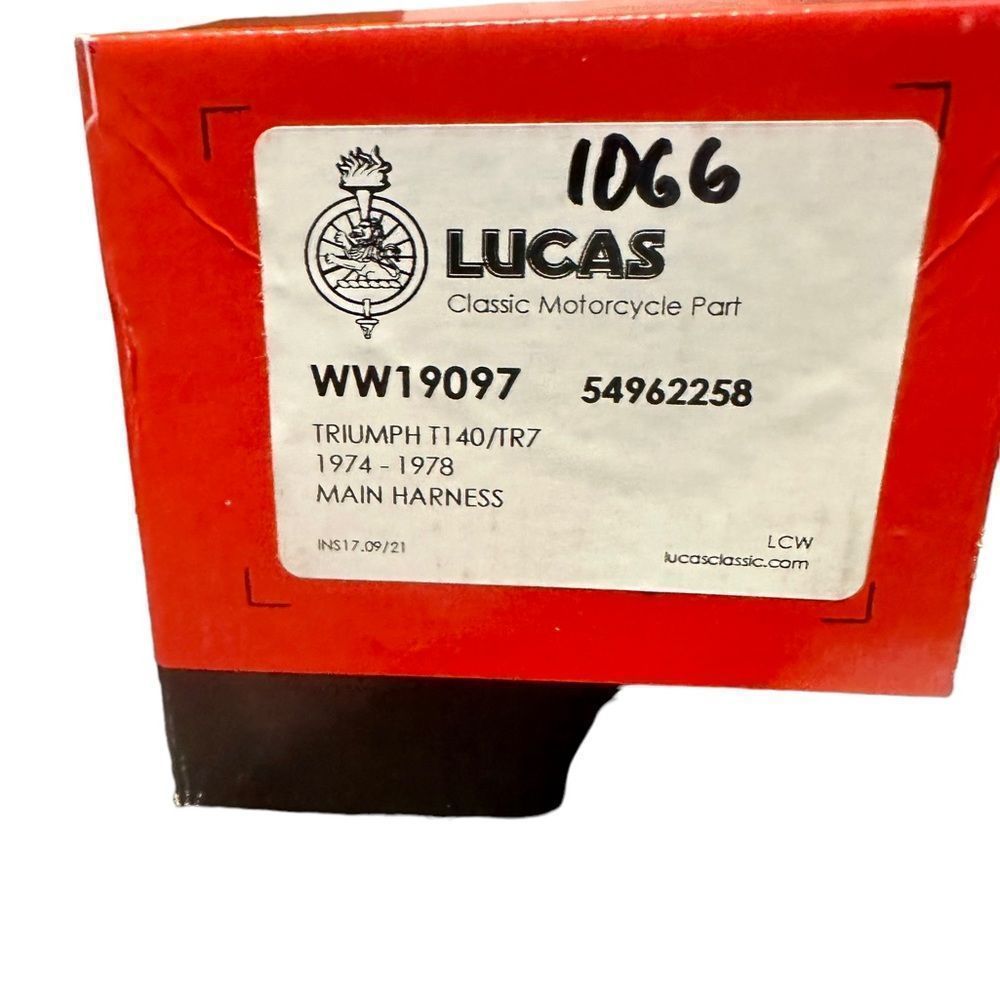 1066
LUCAS
Classic Motorcycle Part
WW19097 54962258
TRIUMPH T140/TR7
1974 - 1978
MAIN HARNESS
INS17.09/21
LCW
lucasclassic.com